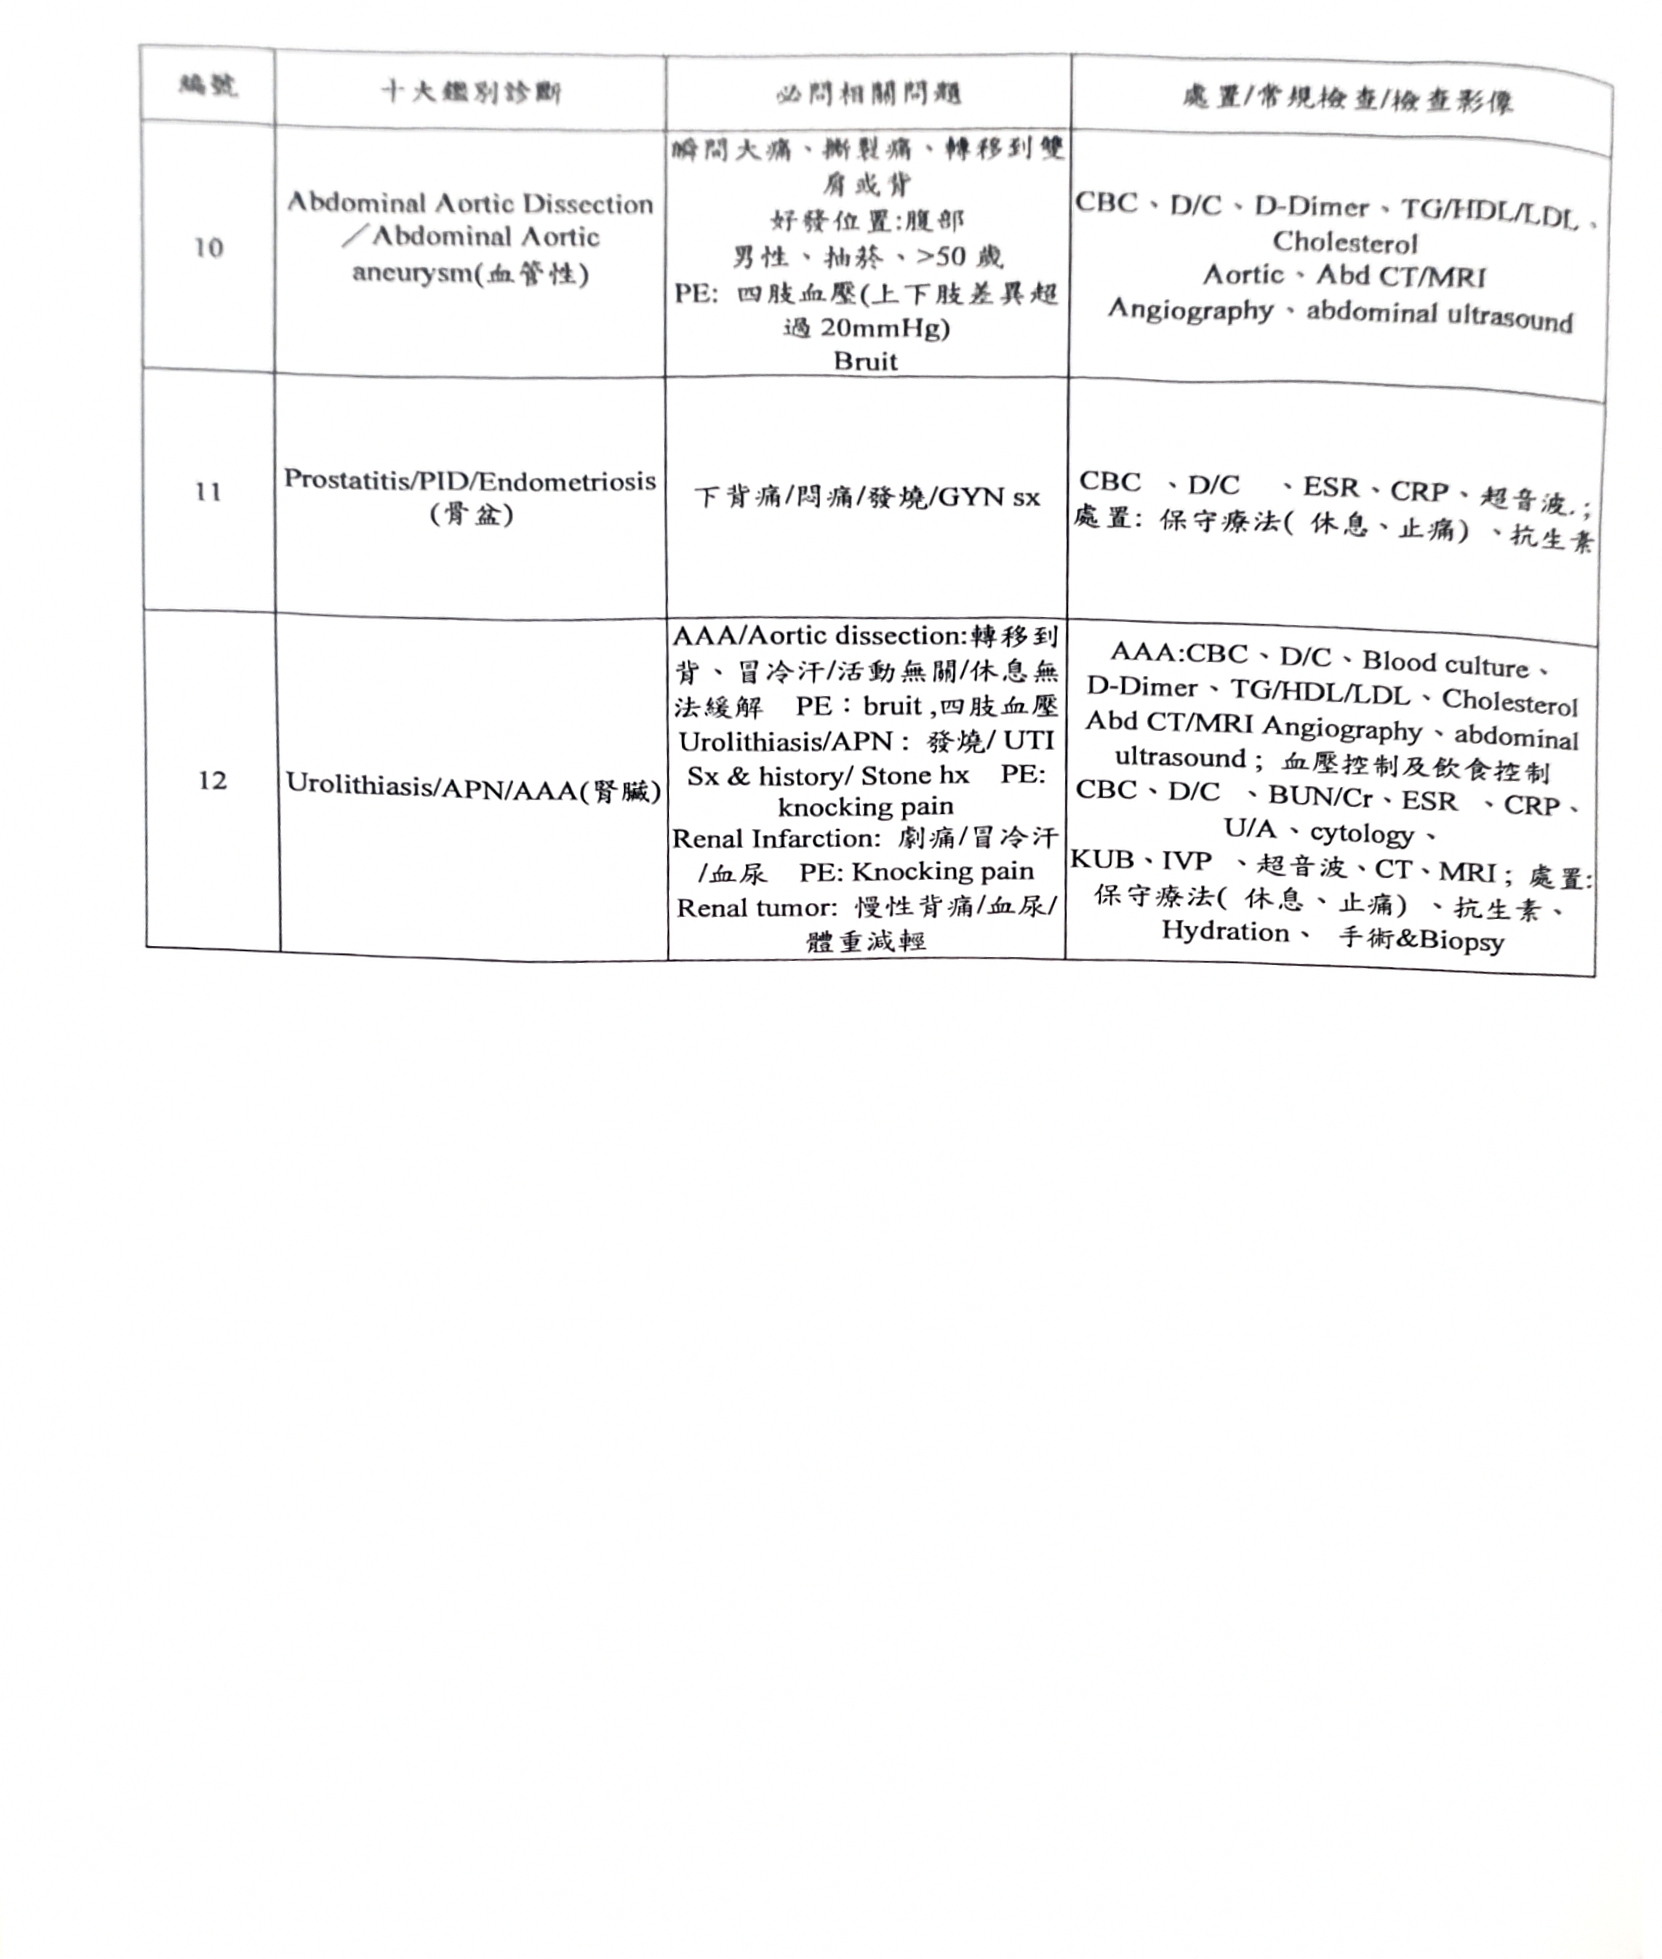 編號
十大鑑別診斷
必問相關問題
處置/常規檢查/檢查影像
10
Abdominal Aortic Dissection
／Abdominal Aortic
aneurysm(血管性)
瞬間大痛、撕裂痛、轉移到雙
肩或背
好發位置:腹部
男性、抽菸、>50 歲
PE: 四肢血壓(上下肢差異超
過 20mmHg)
Bruit
CBC、D/C、D-Dimer、TG/HDL/LDL、
Cholesterol
Aortic、Abd CT/MRI
Angiography、abdominal ultrasound
11
Prostatitis/PID/Endometriosis
(骨盆)
下背痛/悶痛/發燒/GYN sx
CBC 、D/C 、ESR、CRP、超音波.;
處置: 保守療法( 休息、止痛) 、抗生素
12
Urolithiasis/APN/AAA(腎臟)
AAA/Aortic dissection:轉移到
背、冒冷汗/活動無關/休息無
法緩解 PE：bruit ,四肢血壓
Urolithiasis/APN : 發燒/ UTI
Sx & history/ Stone hx PE:
knocking pain
Renal Infarction: 劇痛/冒冷汗
/血尿 PE: Knocking pain
Renal tumor: 慢性背痛/血尿/
體重減輕
AAA:CBC、D/C、Blood culture、
D-Dimer、TG/HDL/LDL、Cholesterol
Abd CT/MRI Angiography、abdominal
ultrasound ; 血壓控制及飲食控制
CBC、D/C 、BUN/Cr、ESR 、CRP、
U/A、cytology、
KUB、IVP 、超音波、CT、MRI ; 處置:
保守療法( 休息、止痛) 、抗生素、
Hydration、 手術&Biopsy